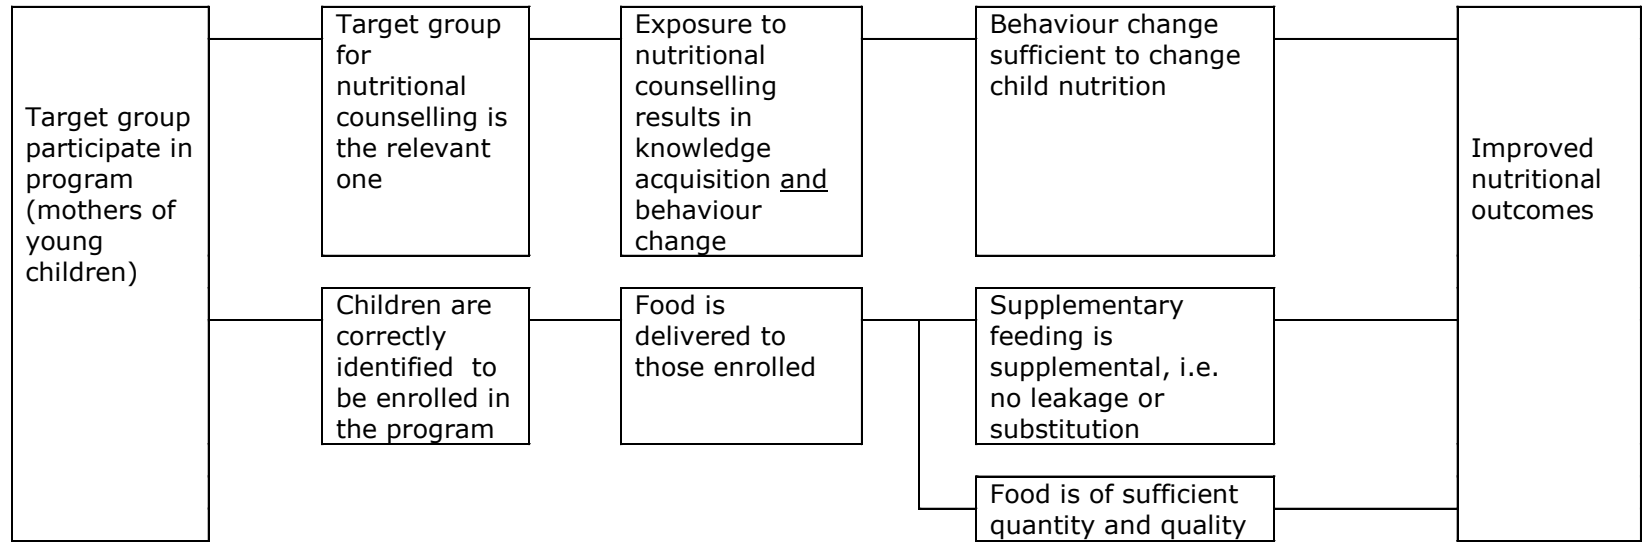 Target group
participate in
program
(mothers of
young
children)
Target group
for
nutritional
counselling is
the relevant
one
Exposure to
nutritional
counselling
results in
knowledge
acquisition and
behaviour
change
Behaviour change
sufficient to change
child nutrition
Children are
correctly
identified  to
be enrolled in
the program
Food is
delivered to
those enrolled
Supplementary
feeding is
supplemental, i.e.
no leakage or
substitution
Food is of sufficient
quantity and quality
Improved
nutritional
outcomes